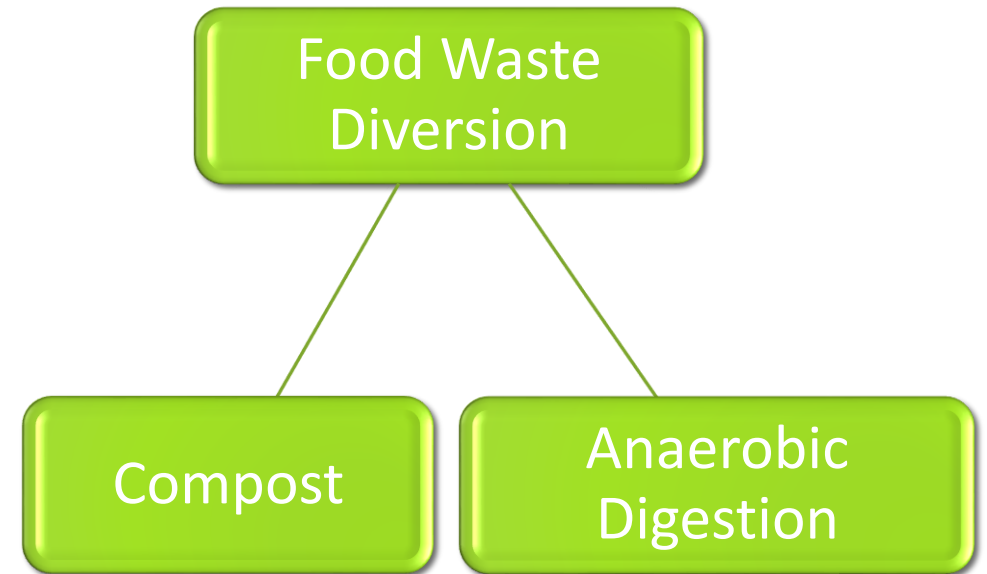 Food Waste
Diversion
Compost
Anaerobic
Digestion